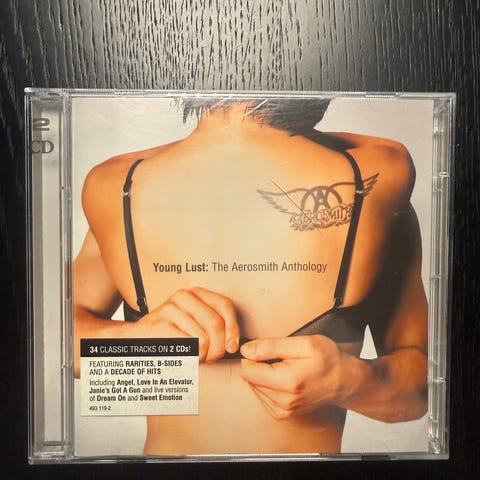 2
CD
AEROSMITH
Young Lust: The Aerosmith Anthology
34 CLASSIC TRACKS ON 2 CDs!
FEATURING RARITIES, B-SIDES
AND A DECADE OF HITS
Including Angel, Love In An Elevator,
Janie's Got A Gun and live versions
of Dream On and Sweet Emotion
493 119-2